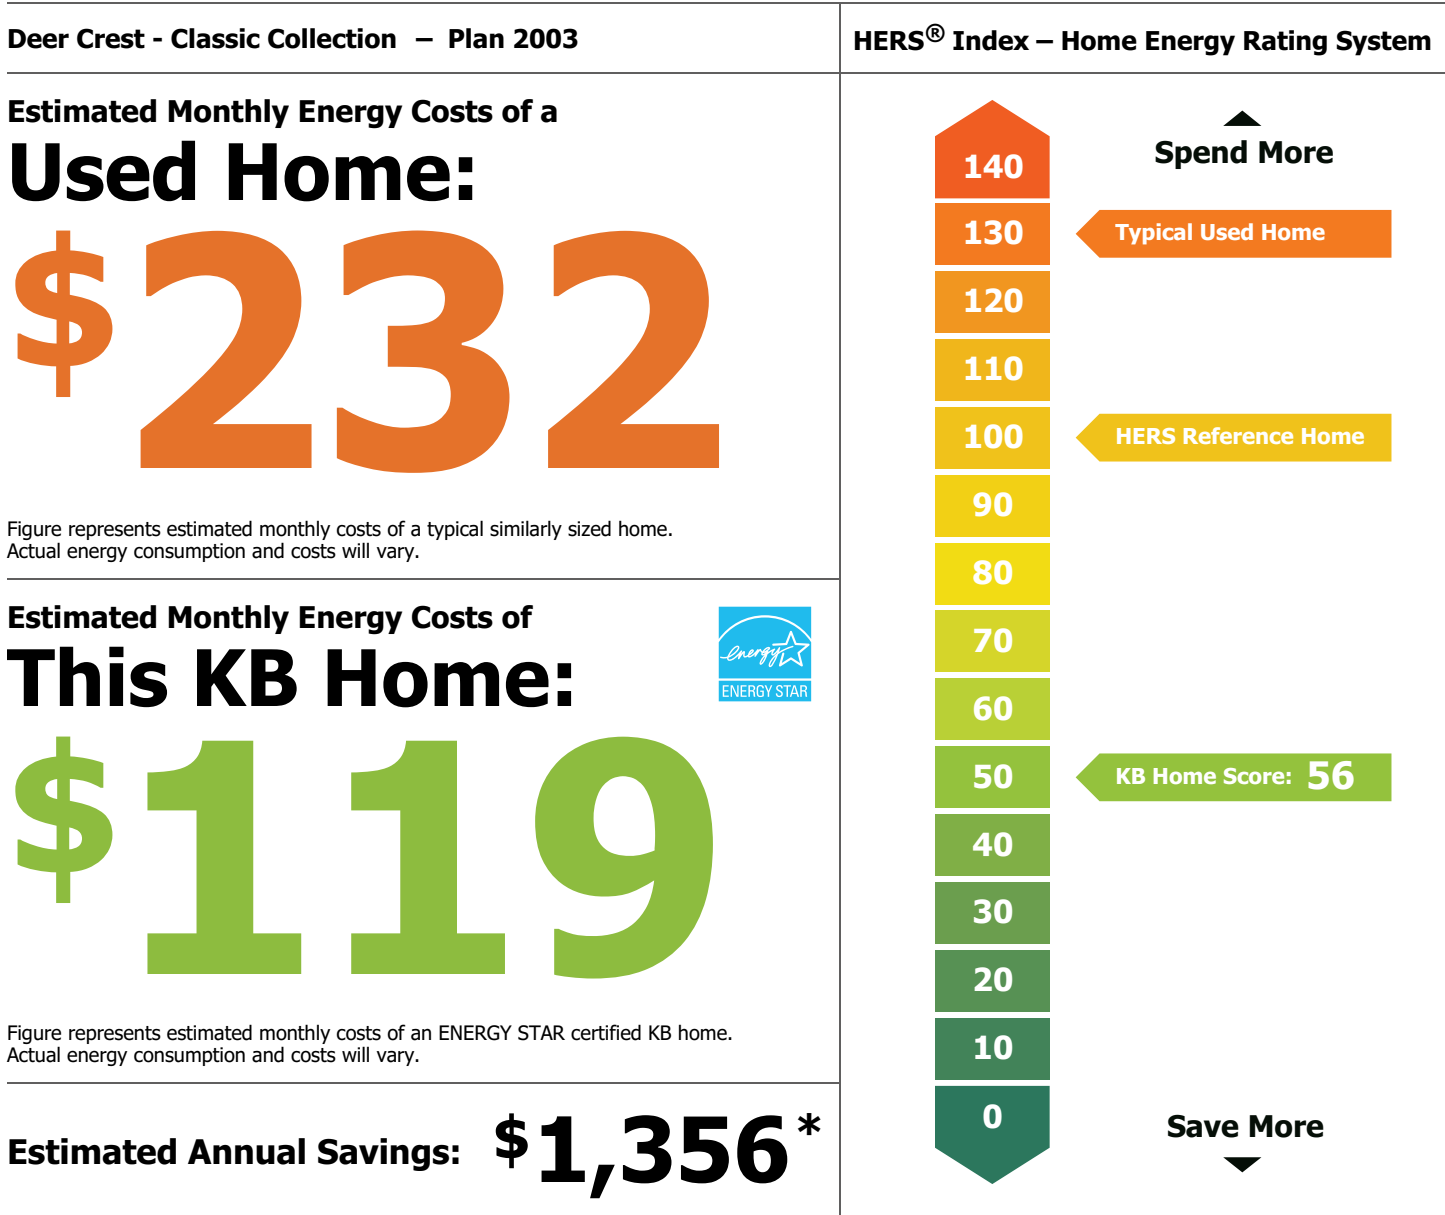 Deer Crest - Classic Collection – Plan 2003
Estimated Monthly Energy Costs of a
Used Home:
$232
Figure represents estimated monthly costs of a typical similarly sized home.
Actual energy consumption and costs will vary.
Estimated Monthly Energy Costs of
This KB Home:
energy
ENERGY STAR
$119
Figure represents estimated monthly costs of an ENERGY STAR certified KB home.
Actual energy consumption and costs will vary.
Estimated Annual Savings: $1,356*
HERS® Index – Home Energy Rating System
Spend More
140
130 Typical Used Home
120
110
100 HERS Reference Home
90
80
70
60
50 KB Home Score: 56
40
30
20
10
0
Save More